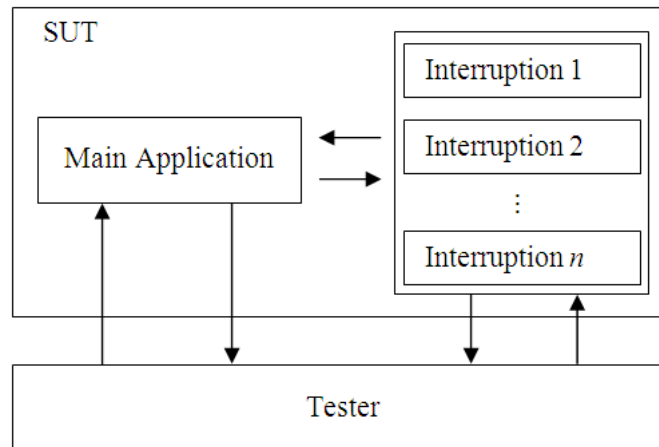 SUT
Interruption 1
Main Application
Interruption 2
⋮
Interruption n
Tester